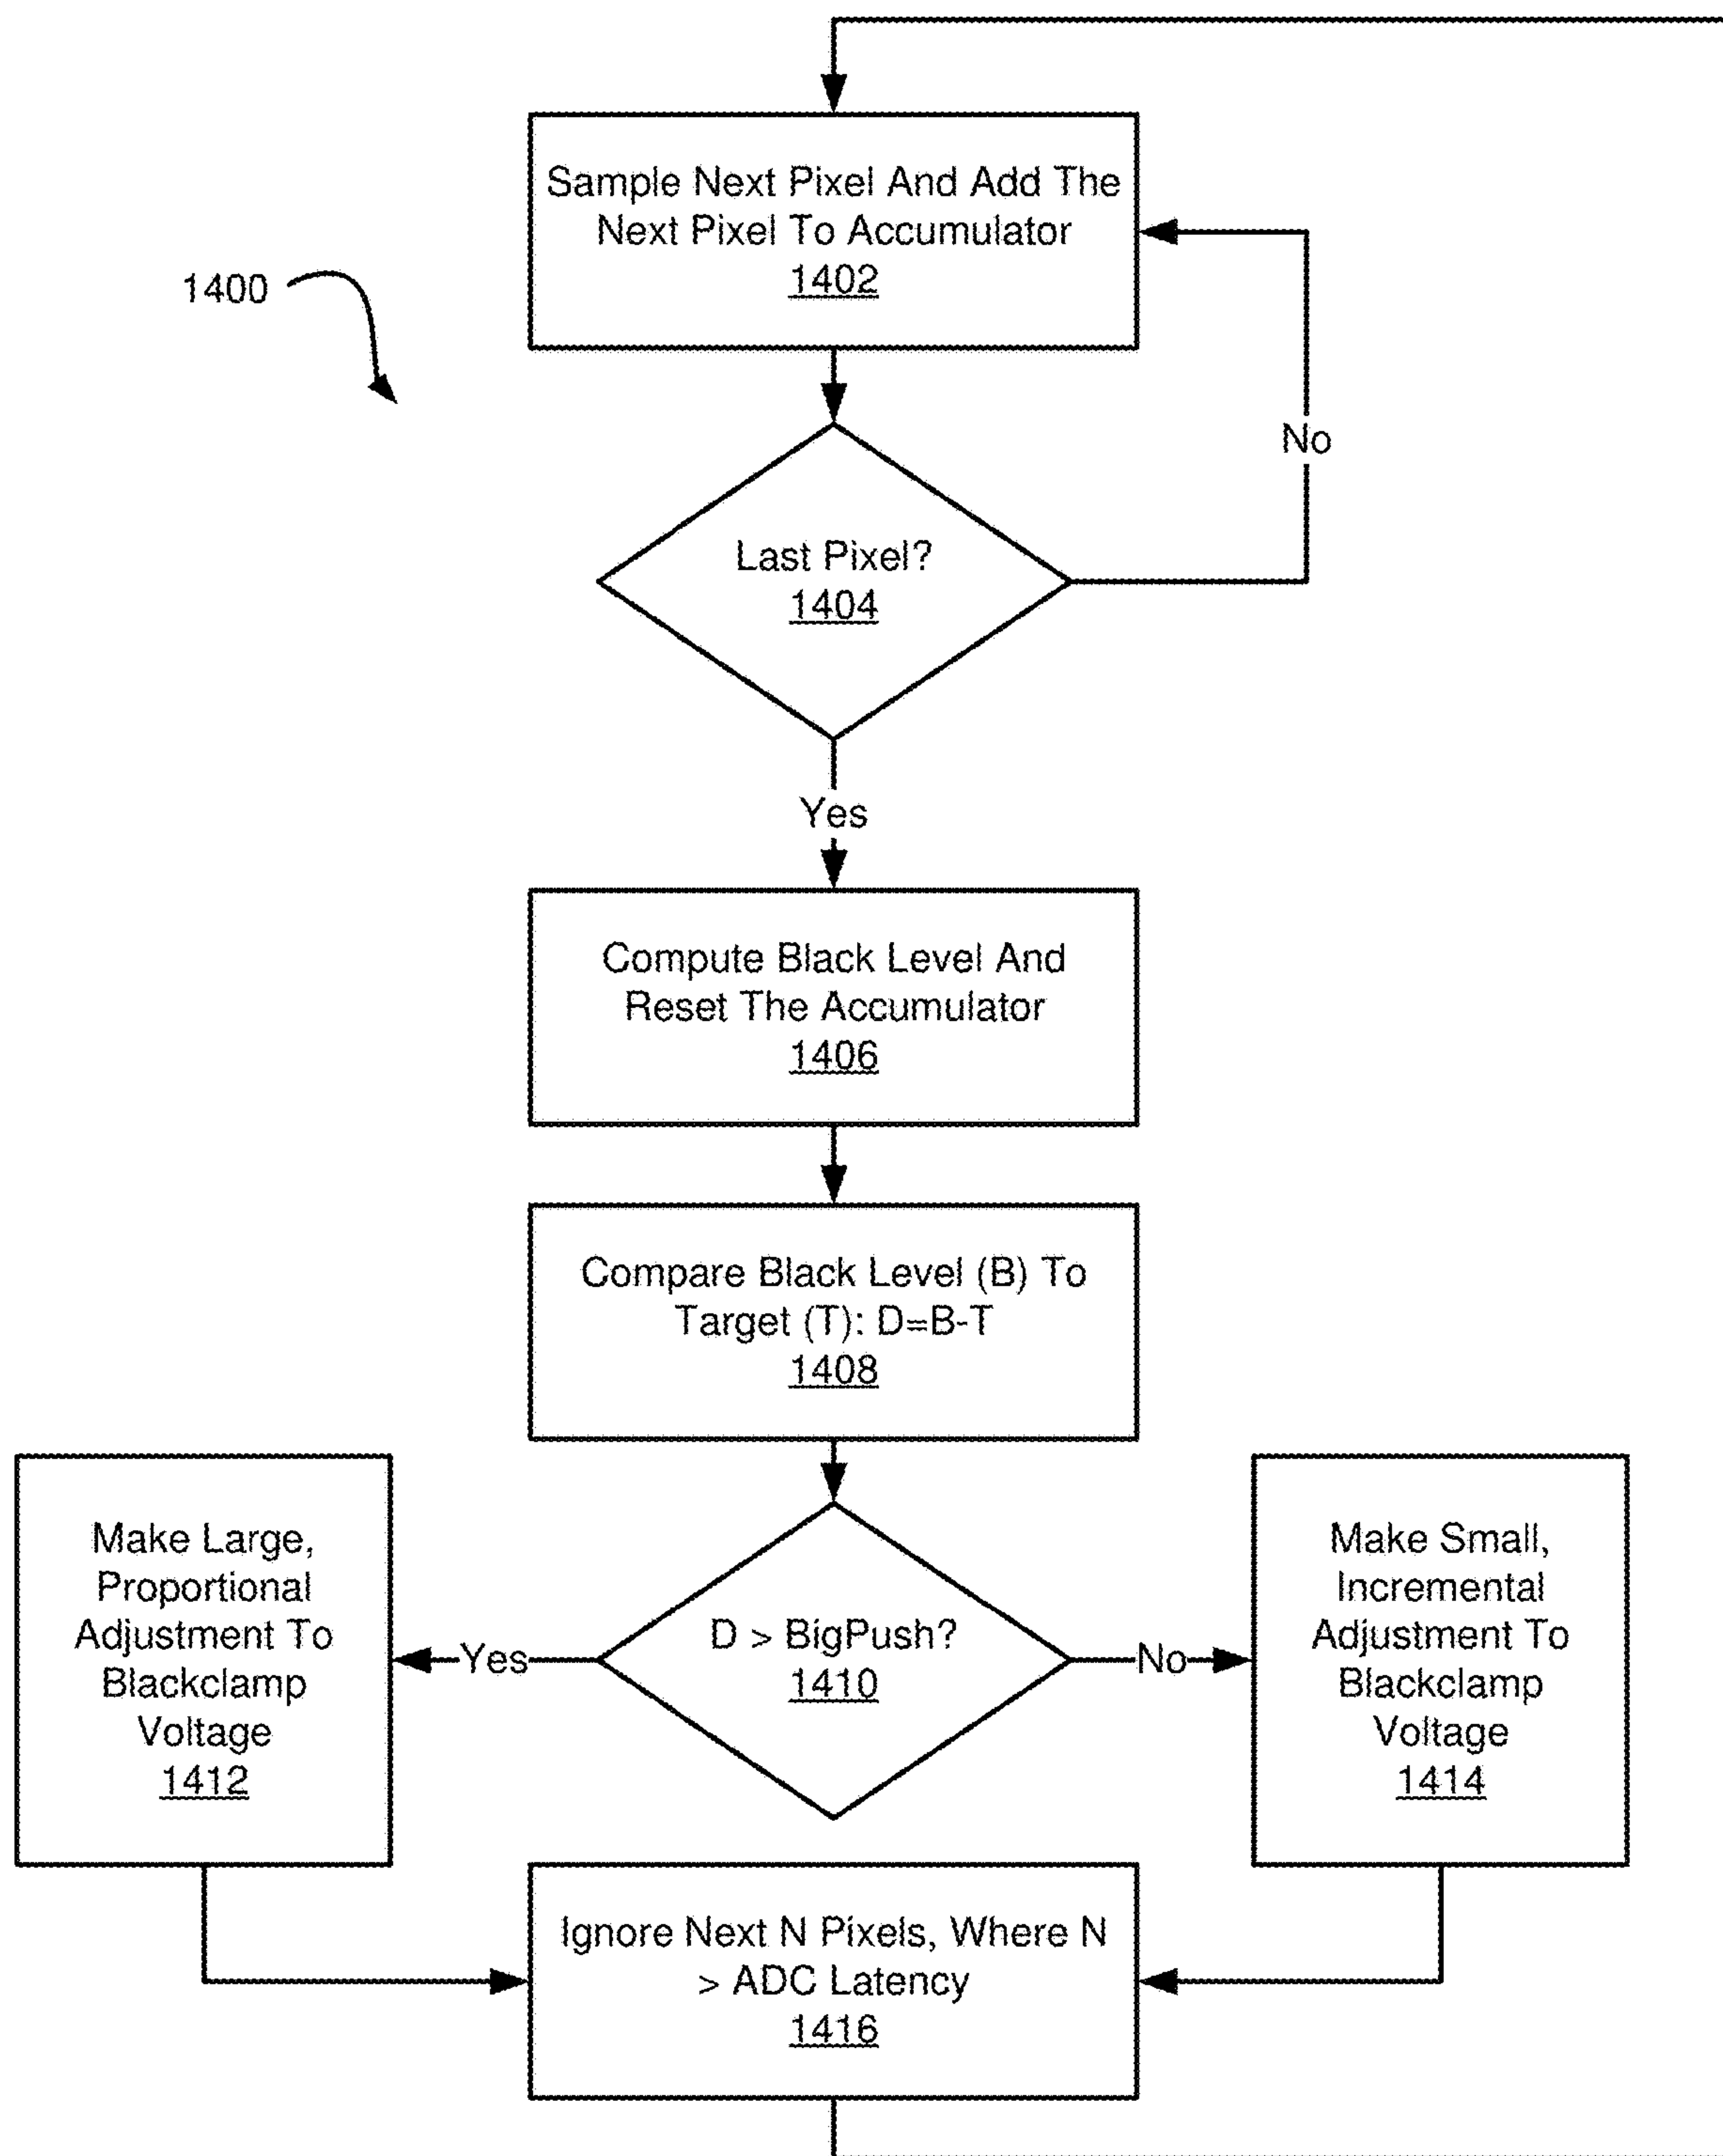 Sample Next Pixel And Add The
Next Pixel To Accumulator
1402
1400
No
Last Pixel?
1404
Yes
Compute Black Level And
Reset The Accumulator
1406
Compare Black Level (B) To
Target (T): D=B-T
1408
Make Large,
Proportional
Adjustment To
Blackclamp
Voltage
1412
Yes
D > BigPush?
1410
No
Make Small,
Incremental
Adjustment To
Blackclamp
Voltage
1414
Ignore Next N Pixels, Where N
> ADC Latency
1416